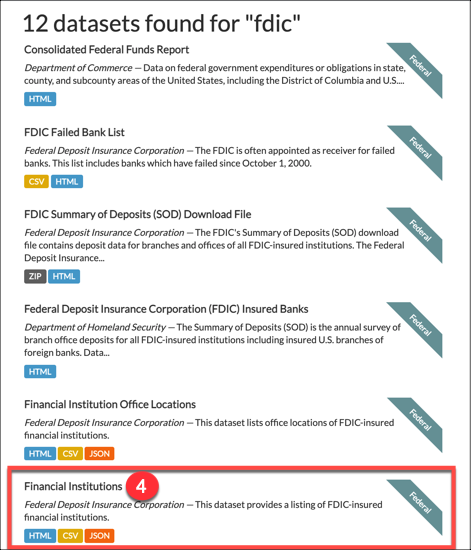 12 datasets found for "fdic"
Consolidated Federal Funds Report
Federal
Department of Commerce — Data on federal government expenditures or obligations in state,
county, and subcounty areas of the United States, including the District of Columbia and U.S....
HTML
FDIC Failed Bank List
Federal
Federal Deposit Insurance Corporation — The FDIC is often appointed as receiver for failed
banks. This list includes banks which have failed since October 1, 2000.
CSV HTML
FDIC Summary of Deposits (SOD) Download File
Federal
Federal Deposit Insurance Corporation — The FDIC's Summary of Deposits (SOD) download
file contains deposit data for branches and offices of all FDIC-insured institutions. The Federal
Deposit Insurance...
ZIP HTML
Federal Deposit Insurance Corporation (FDIC) Insured Banks
Federal
Department of Homeland Security — The Summary of Deposits (SOD) is the annual survey of
branch office deposits for all FDIC-insured institutions including insured U.S. branches of
foreign banks. Data...
HTML
Financial Institution Office Locations
Federal
Federal Deposit Insurance Corporation — This dataset lists office locations of FDIC-insured
financial institutions.
HTML CSV JSON
Financial Institutions 4
Federal
Federal Deposit Insurance Corporation — This dataset provides a listing of FDIC-insured
financial institutions.
HTML CSV JSON